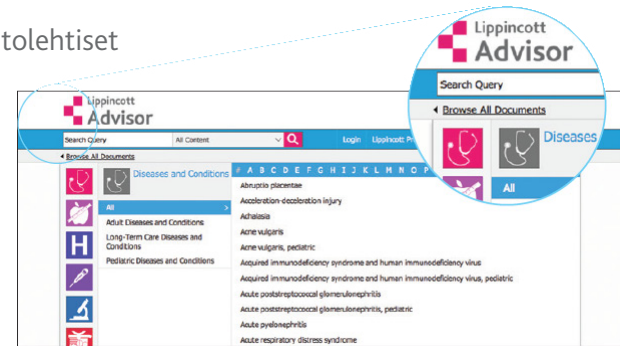 tolehtiset
Lippincott
Advisor
Search Query
Browse All Documents
Diseases
All
Lippincott
Advisor
Search Query All Content Login Lippincott
Browse All Documents
Diseases and Conditions # A B C D E F G H I J K L M N O P
All >
Adult Diseases and Conditions
Long-Term Care Diseases and
Conditions
Pediatric Diseases and Conditions
H
Abruptio placentae
Acceleration-deceleration injury
Achalasia
Acne vulgaris
Acne vulgaris, pediatric
Acquired immunodeficiency syndrome and human immunodeficiency virus
Acquired immunodeficiency syndrome and human immunodeficiency virus, pediatric
Acute poststreptococcal glomerulonephritis
Acute poststreptococcal glomerulonephritis, pediatric
Acute pyelonephritis
Acute respiratory distress syndrome